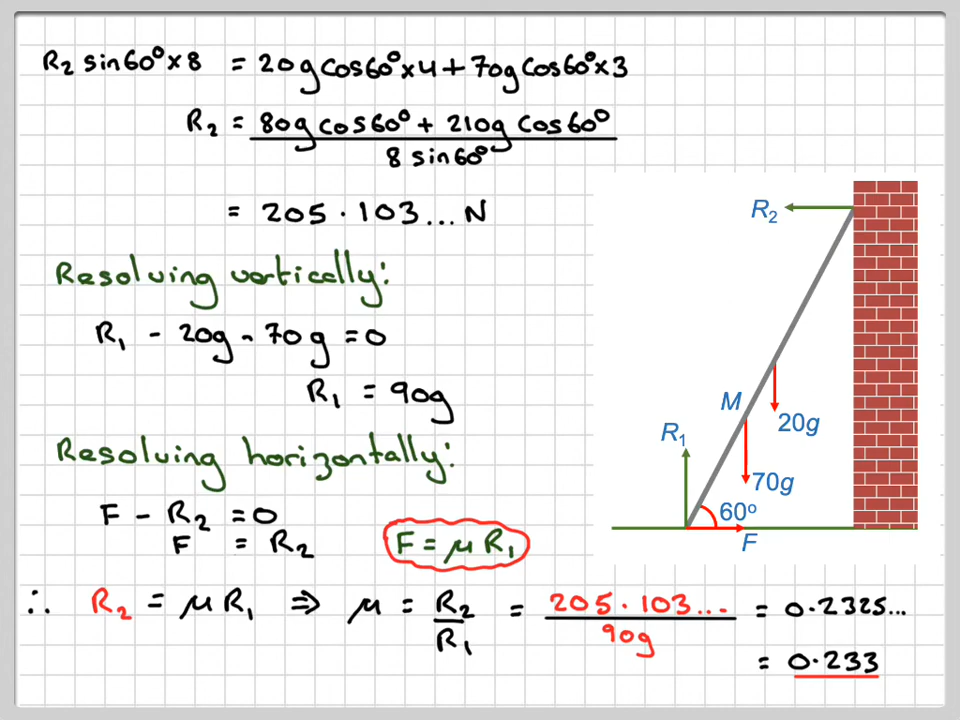 R₂ sin60° × 8 = 20g cos60° × 4 + 70g cos60° × 3
R₂ = 80g cos60° + 210g cos60° / 8 sin60°
= 205.103... N
Resolving vertically:
R₁ - 20g - 70g = 0
R₁ = 90g
Resolving horizontally:
F - R₂ = 0
F = R₂
F = μR₁
∴ R₂ = μR₁ ⇒ μ = R₂ / R₁ = 205.103... / 90g = 0.2325...
= 0.233
R₂
M
20g
R₁
70g
60°
F